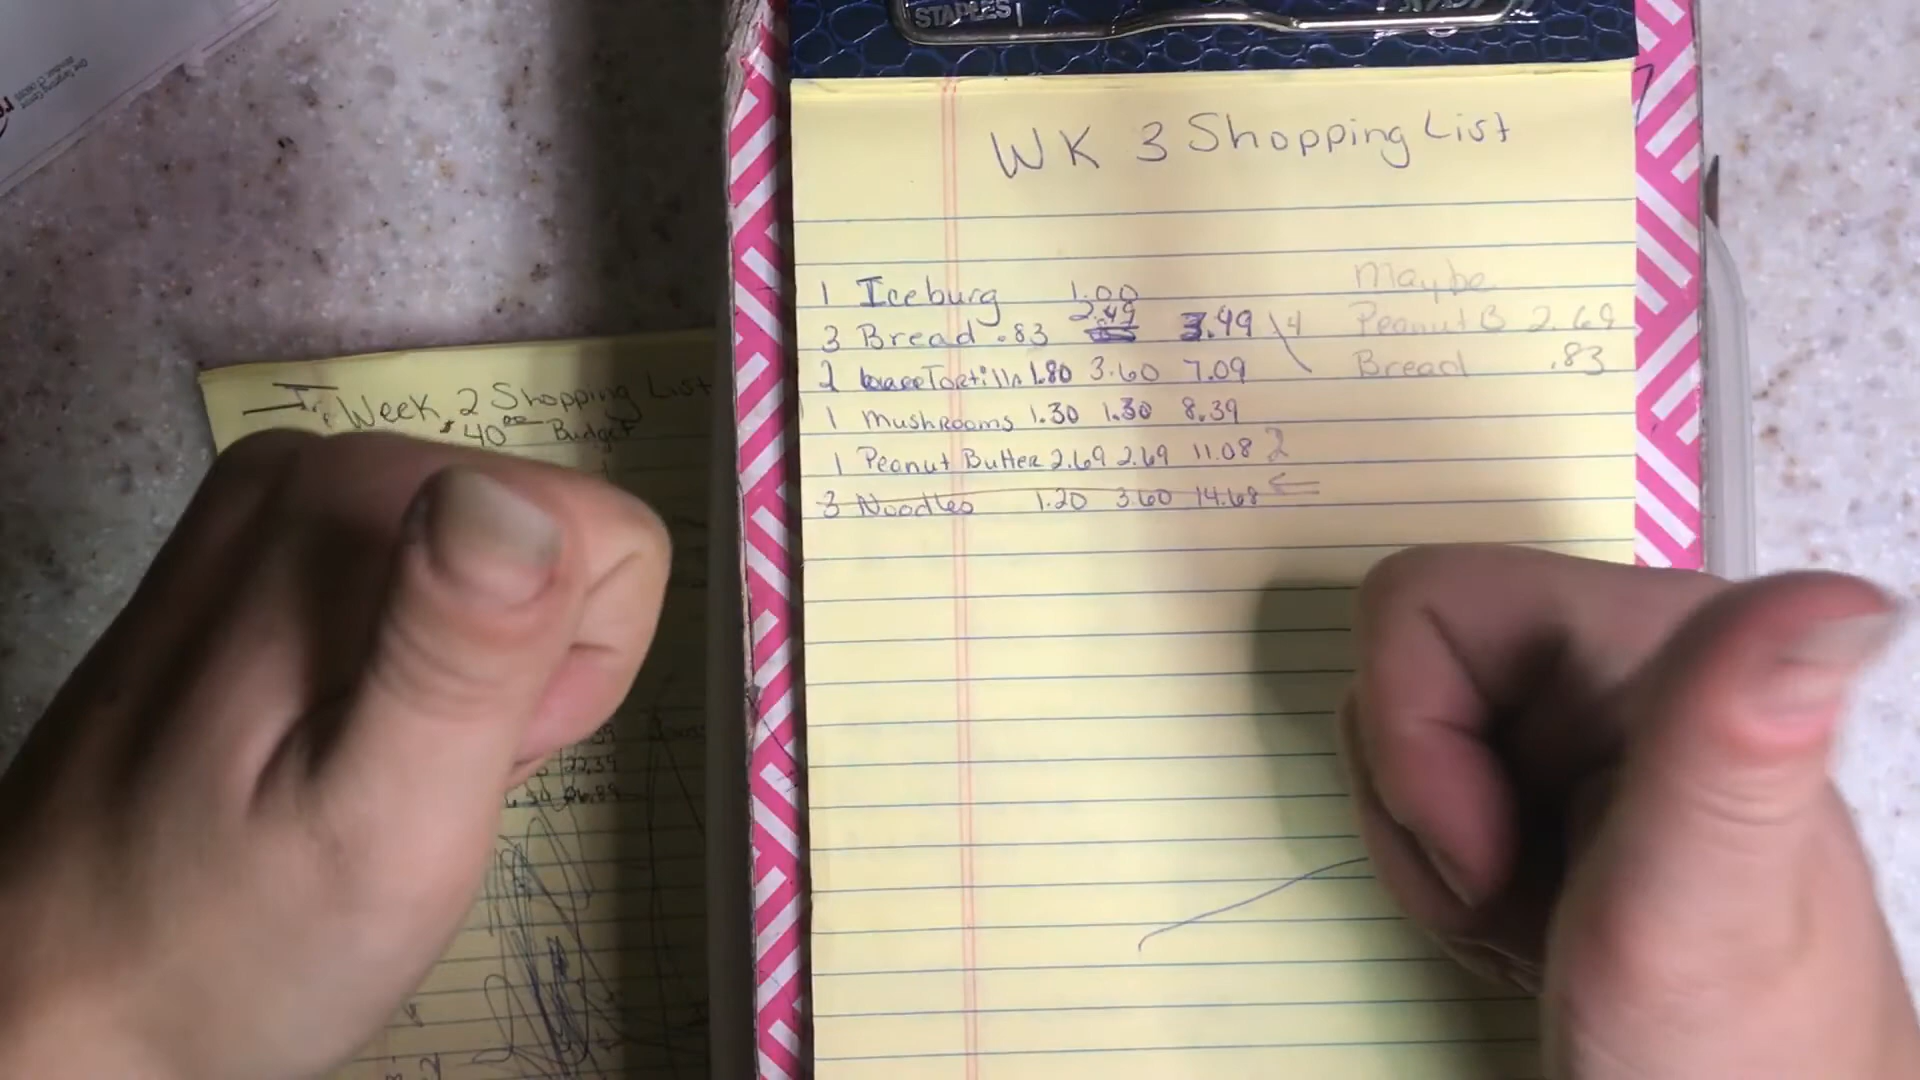 STAPLES
WK 3 Shopping List
1 Iceburg 1.00
3 Bread .83 2.49 3.49 4
2 Tortilla 1.80 3.60 7.09
1 Mushrooms 1.30 1.30 8.39
1 Peanut Butter 2.69 2.69 11.08 2
3 Noodles 1.20 3.60 14.68
Maybe
Peanut B 2.69
Bread .83
Week 2 Shopping List
$40.00 Budget
22.39
26.89